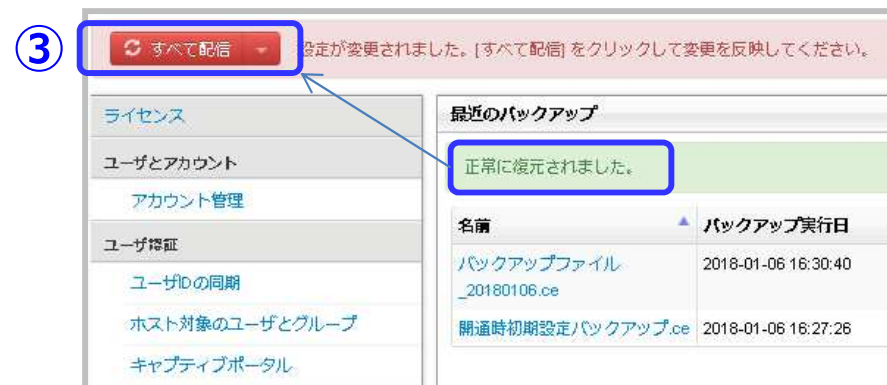 ③
すべて配信
設定が変更されました。[すべて配信] をクリックして変更を反映してください。
ライセンス
ユーザとアカウント
アカウント管理
ユーザ認証
ユーザIDの同期
ホスト対象のユーザとグループ
キャプティブポータル
最近のバックアップ
正常に復元されました。
名前 バックアップ実行日
バックアップファイル 2018-01-06 16:30:40
_20180106.ce
開通時初期設定バックアップ.ce 2018-01-06 16:27:26